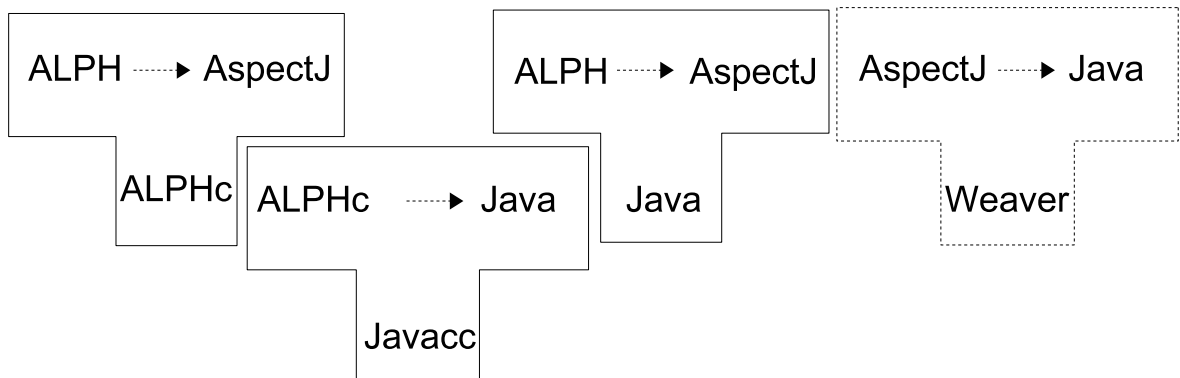 ALPH AspectJ
ALPHc
ALPHc Java
Javacc
ALPH AspectJ
Java
AspectJ Java
Weaver